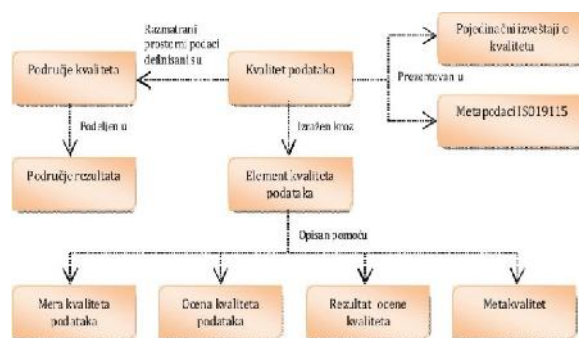 Razmatrani
prostorni podaci
definisani su
Pojedinačni izveštaji o
kvaliteta
Područje kvaliteta
Kvalitet podataka
Prezentovan u
Metapodaci ISO19115
Podeljen u
Izražen kroz
Područje rezultata
Element kvaliteta
podataka
Opisan pomoću
Mera kvaliteta
podataka
Ocena kvaliteta
podataka
Rezultat ocene
kvaliteta
Metakvalitet